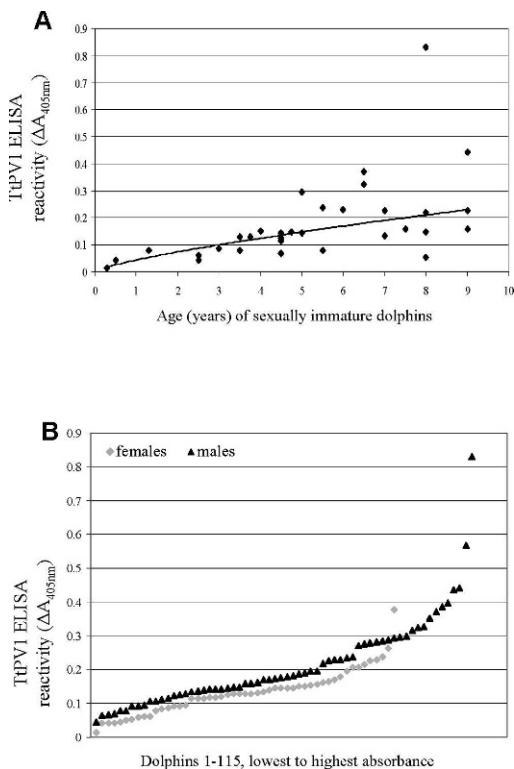 A
0.9
0.8
0.7
0.6
0.5
0.4
0.3
0.2
0.1
0
TtPV1 ELISA
reactivity (ΔA405nm)
0 1 2 3 4 5 6 7 8 9 10
Age (years) of sexually immature dolphins
B
0.9
0.8
0.7
0.6
0.5
0.4
0.3
0.2
0.1
0
females males
TtPV1 ELISA
reactivity (ΔA405nm)
Dolphins 1-115, lowest to highest absorbance